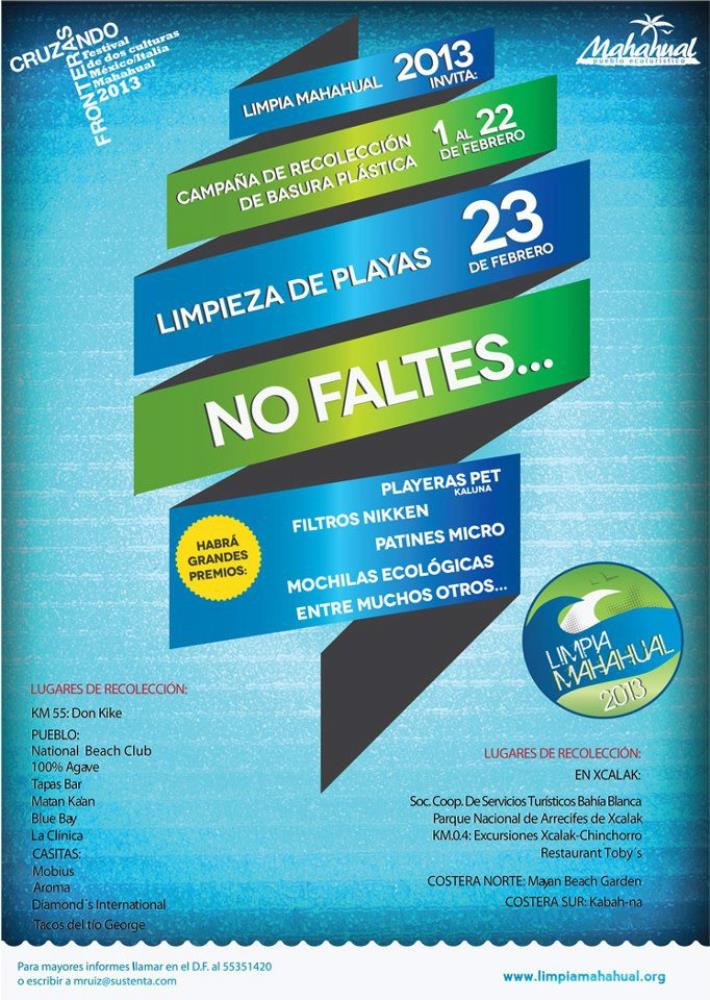 CRUZANDO
FRONTERAS
Festival
de dos culturas
México/Italia
Mahahual
2013
Mahahual
pueblo ecoturístico
LIMPIA MAHAHUAL 2013
INVITA:
CAMPAÑA DE RECOLECCIÓN
DE BASURA PLÁSTICA
1 AL 22
DE FEBRERO
LIMPIEZA DE PLAYAS
23
DE FEBRERO
NO FALTES...
HABRÁ
GRANDES
PREMIOS:
PLAYERAS PET
KALUNA
FILTROS NIKKEN
PATINES MICRO
MOCHILAS ECOLÓGICAS
ENTRE MUCHOS OTROS...
LIMPIA
MAHAHUAL
2013
LUGARES DE RECOLECCIÓN:
KM 55: Don Kike
PUEBLO:
National Beach Club
100% Agave
Tapas Bar
Matan Ka'an
Blue Bay
La Clínica
CASITAS:
Mobius
Aroma
Diamond´s International
Tacos del tío George
LUGARES DE RECOLECCIÓN:
EN XCALAK:
Soc. Coop. De Servicios Turísticos Bahía Blanca
Parque Nacional de Arrecifes de Xcalak
KM.0.4: Excursiones Xcalak-Chinchorro
Restaurant Toby´s
COSTERA NORTE: Mayan Beach Garden
COSTERA SUR: Kabah-na
Para mayores informes llamar en el D.F. al 55351420
o escribir a mruiz@sustenta.com
www.limpiamahahual.org